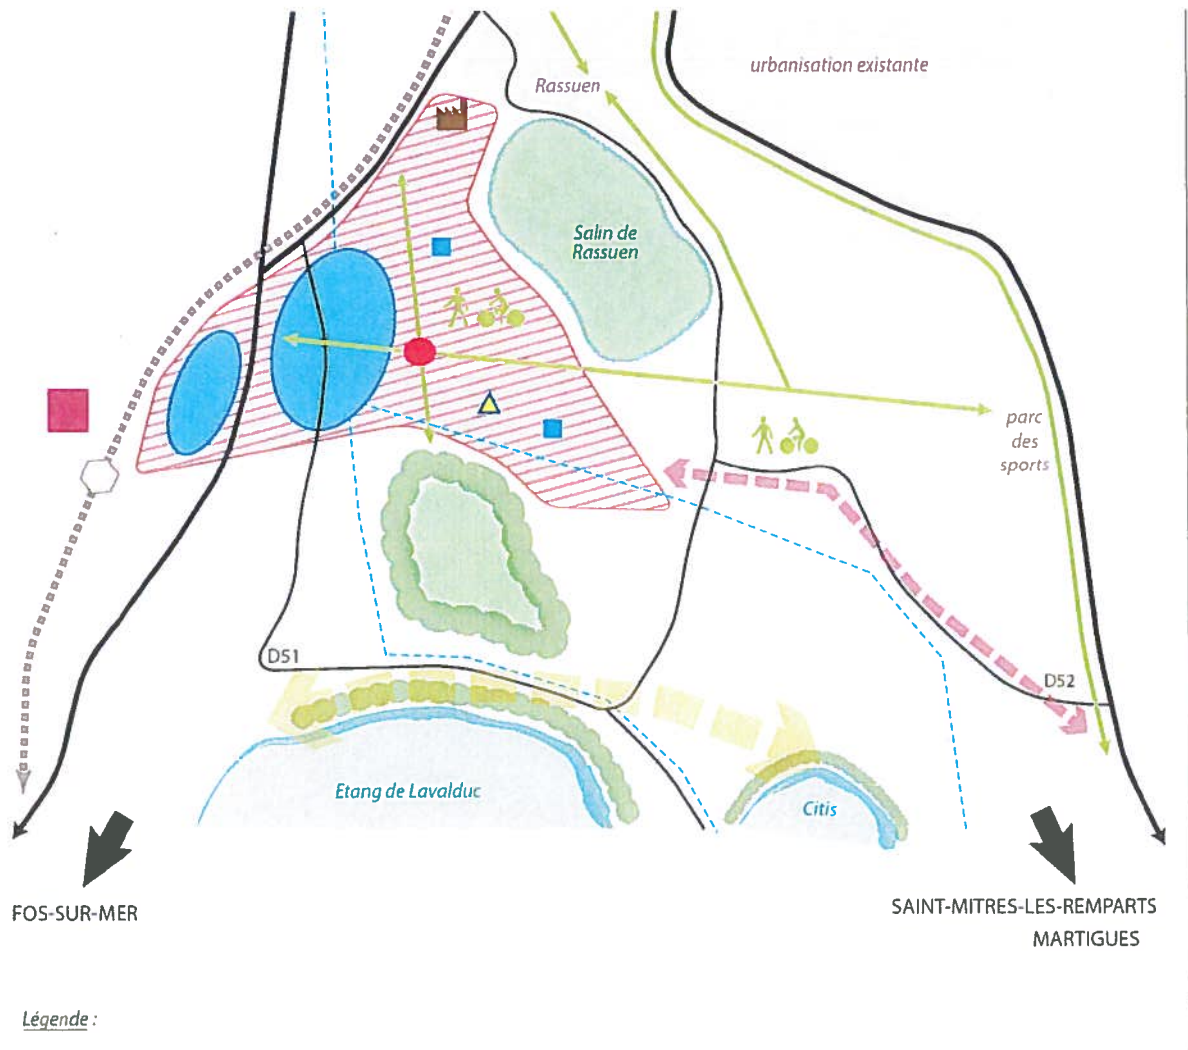 urbanisation existante
Rassuen
Salin de
Rassuen
parc
des
sports
D51
D52
Etang de Lavalduc
Citis
FOS-SUR-MER
SAINT-MITRES-LES-REMPARTS
MARTIGUES
Légende :